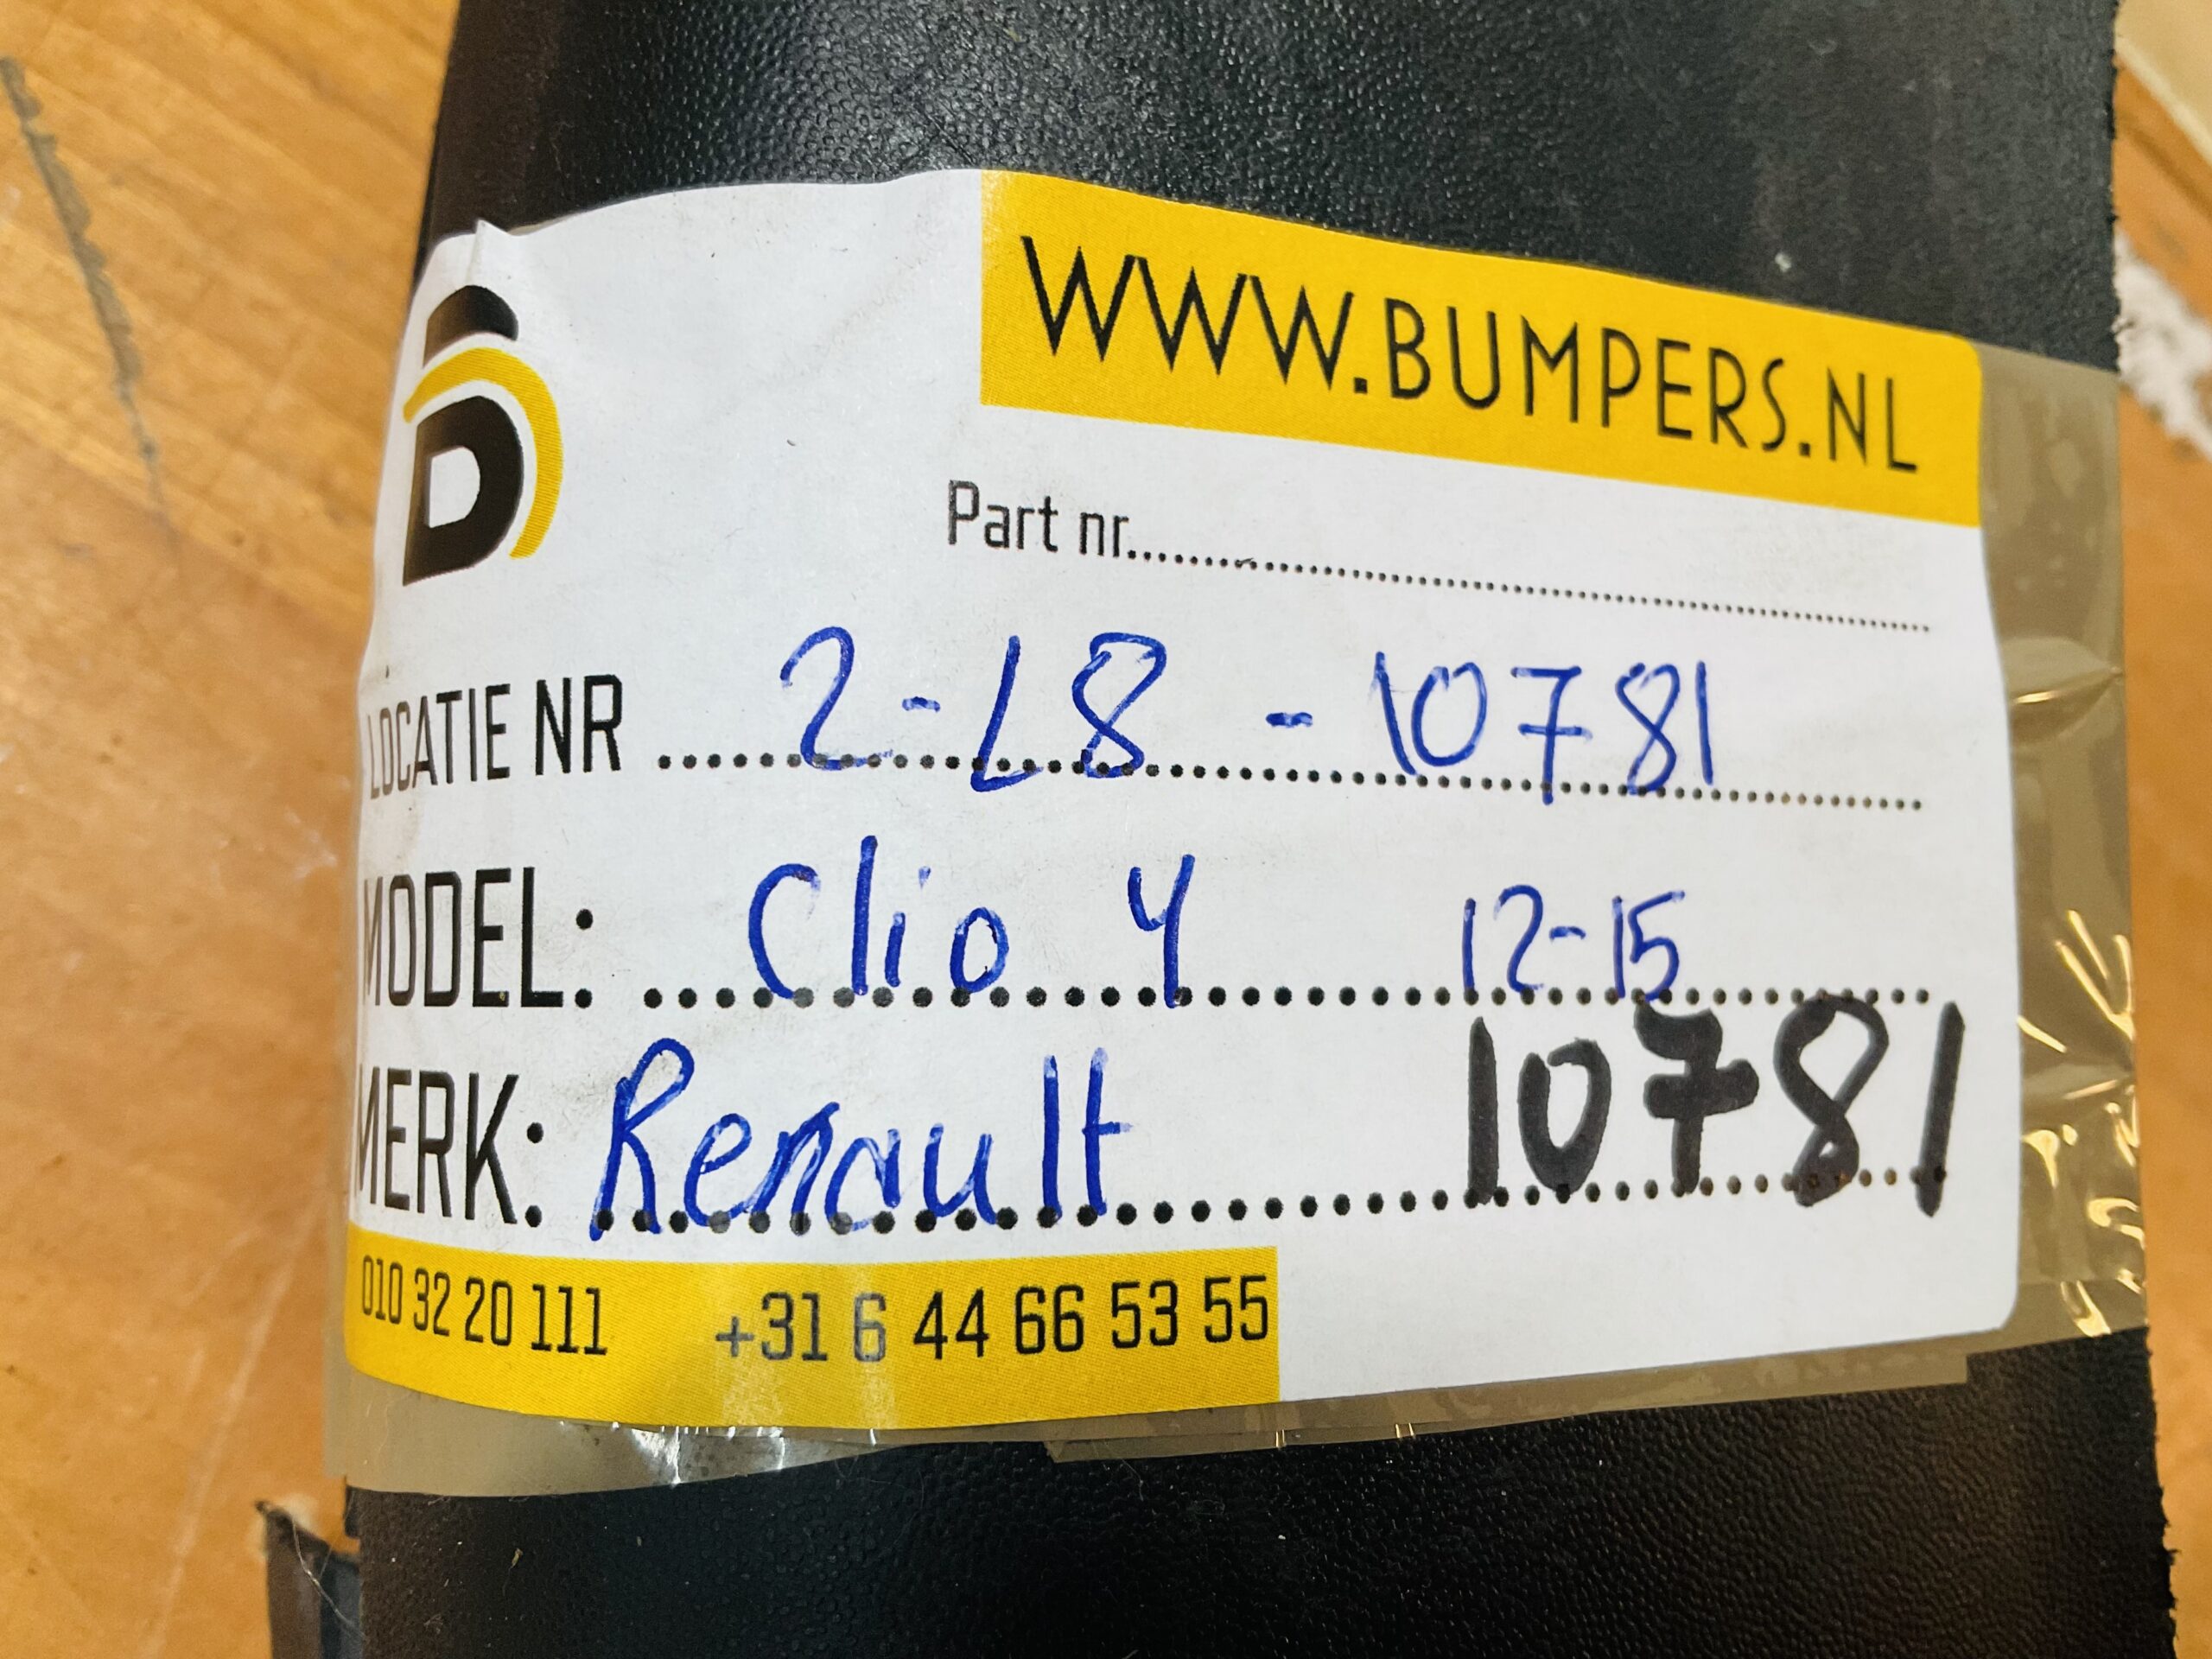 WWW.BUMPERS.NL
Part nr.....................
LOCATIE NR ..... 2-L8 - 10781
MODEL: ..... Clio 4 12-15
MERK: Renault 10781
010 32 20 111 +31 6 44 66 53 55